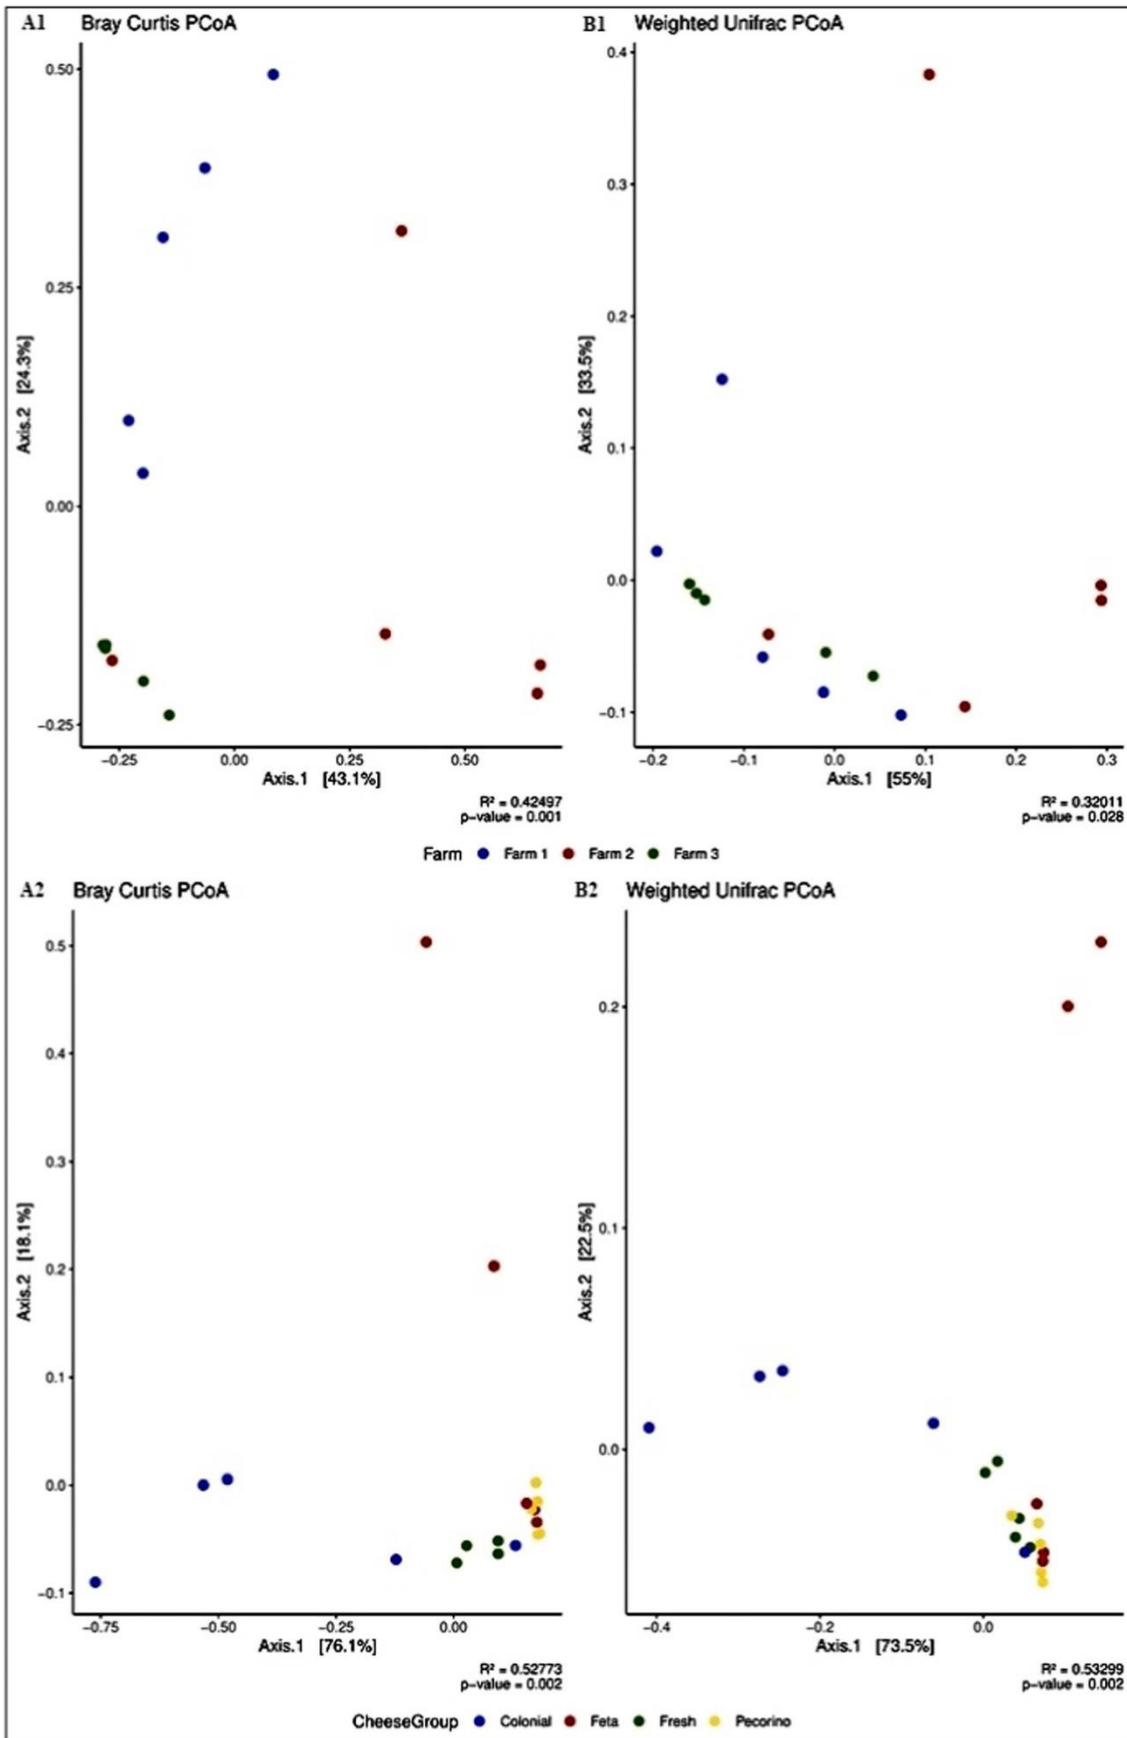 A1 Bray Curtis PCoA
0.50
0.25
0.00
−0.25
Axis.2 [24.3%]
−0.25 0.00 0.25 0.50
Axis.1 [43.1%]
R² = 0.42497
p−value = 0.001
B1 Weighted Unifrac PCoA
0.4
0.3
0.2
0.1
0.0
−0.1
Axis.2 [33.5%]
−0.2 −0.1 0.0 0.1 0.2 0.3
Axis.1 [55%]
R² = 0.32011
p−value = 0.028
Farm Farm 1 Farm 2 Farm 3
A2 Bray Curtis PCoA
0.5
0.4
0.3
0.2
0.1
0.0
−0.1
Axis.2 [18.1%]
−0.75 −0.50 −0.25 0.00
Axis.1 [76.1%]
R² = 0.52773
p−value = 0.002
B2 Weighted Unifrac PCoA
0.2
0.1
0.0
Axis.2 [22.5%]
−0.4 −0.2 0.0
Axis.1 [73.5%]
R² = 0.53299
p−value = 0.002
CheeseGroup Colonial Feta Fresh Pecorino